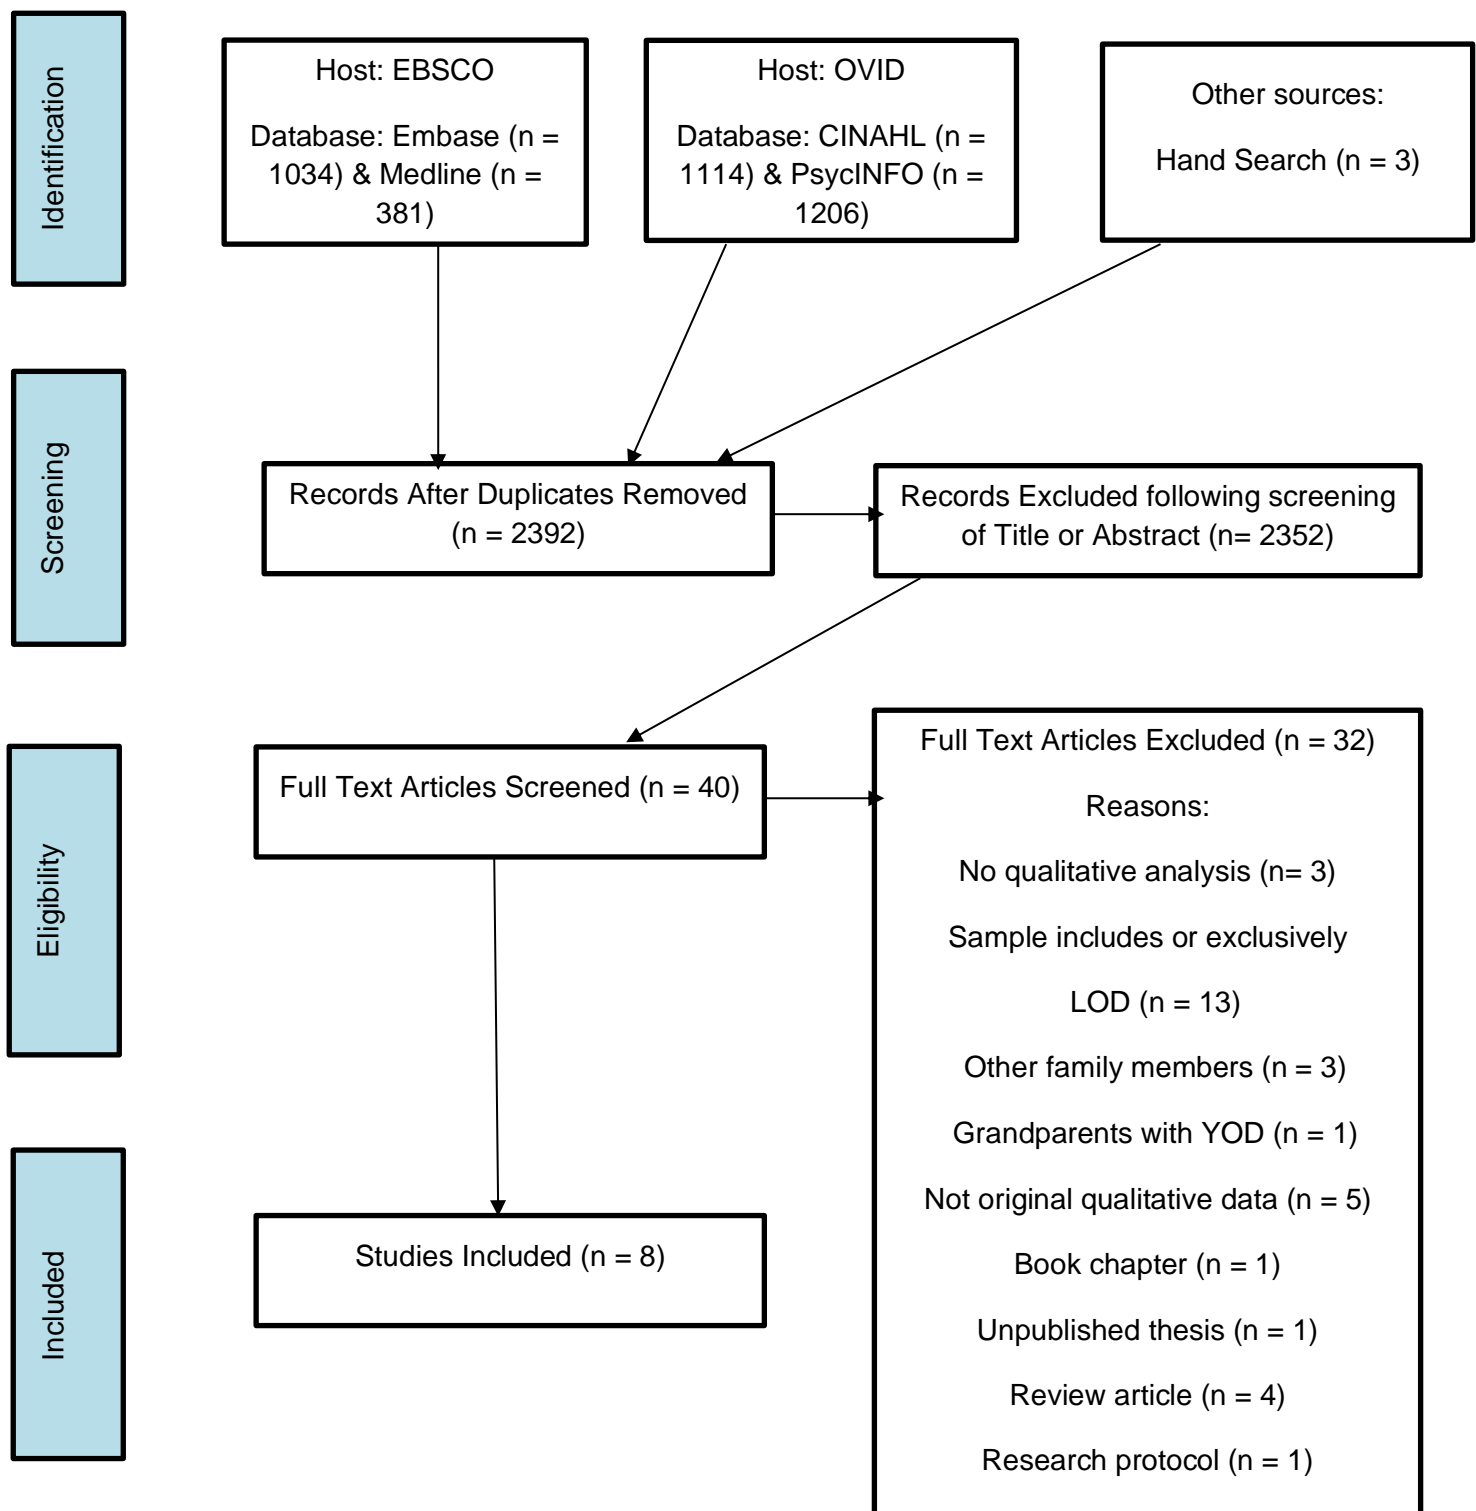 Identification
Host: EBSCO
Database: Embase (n =
1034) & Medline (n =
381)
Host: OVID
Database: CINAHL (n =
1114) & PsycINFO (n =
1206)
Other sources:
Hand Search (n = 3)
Screening
Records After Duplicates Removed
(n = 2392)
Records Excluded following screening
of Title or Abstract (n= 2352)
Eligibility
Full Text Articles Screened (n = 40)
Full Text Articles Excluded (n = 32)
Reasons:
No qualitative analysis (n= 3)
Sample includes or exclusively
LOD (n = 13)
Other family members (n = 3)
Grandparents with YOD (n = 1)
Not original qualitative data (n = 5)
Book chapter (n = 1)
Unpublished thesis (n = 1)
Review article (n = 4)
Research protocol (n = 1)
Included
Studies Included (n = 8)